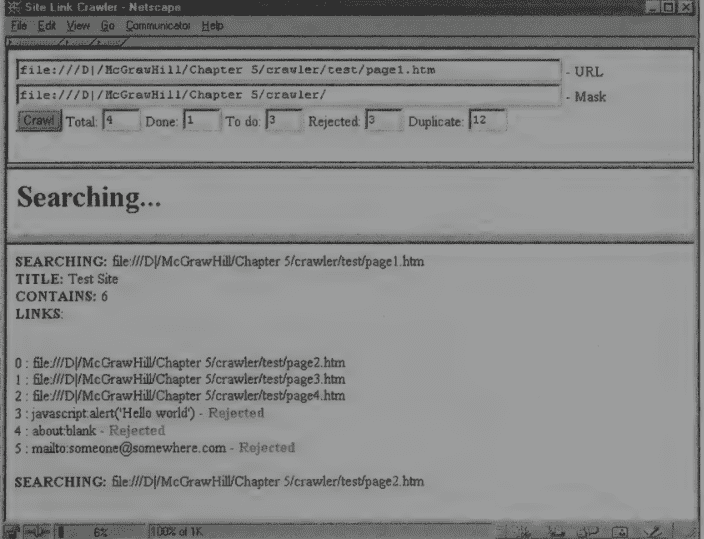 Site Link Crawler - Netscape
File Edit View Go Communicator Help
file:///D|/McGrawHill/Chapter 5/crawler/test/page1.htm - URL
file:///D|/McGrawHill/Chapter 5/crawler/ - Mask
Crawl Total: 4 Done: 1 To do: 3 Rejected: 3 Duplicate: 12
Searching...
SEARCHING: file:///D|/McGrawHill/Chapter 5/crawler/test/page1.htm
TITLE: Test Site
CONTAINS: 6
LINKS:
0 : file:///D|/McGrawHill/Chapter 5/crawler/test/page2.htm
1 : file:///D|/McGrawHill/Chapter 5/crawler/test/page3.htm
2 : file:///D|/McGrawHill/Chapter 5/crawler/test/page4.htm
3 : javascript:alert('Hello world') - Rejected
4 : about:blank - Rejected
5 : mailto:someone@somewhere.com - Rejected
SEARCHING: file:///D|/McGrawHill/Chapter 5/crawler/test/page2.htm
6% 100% of 1K